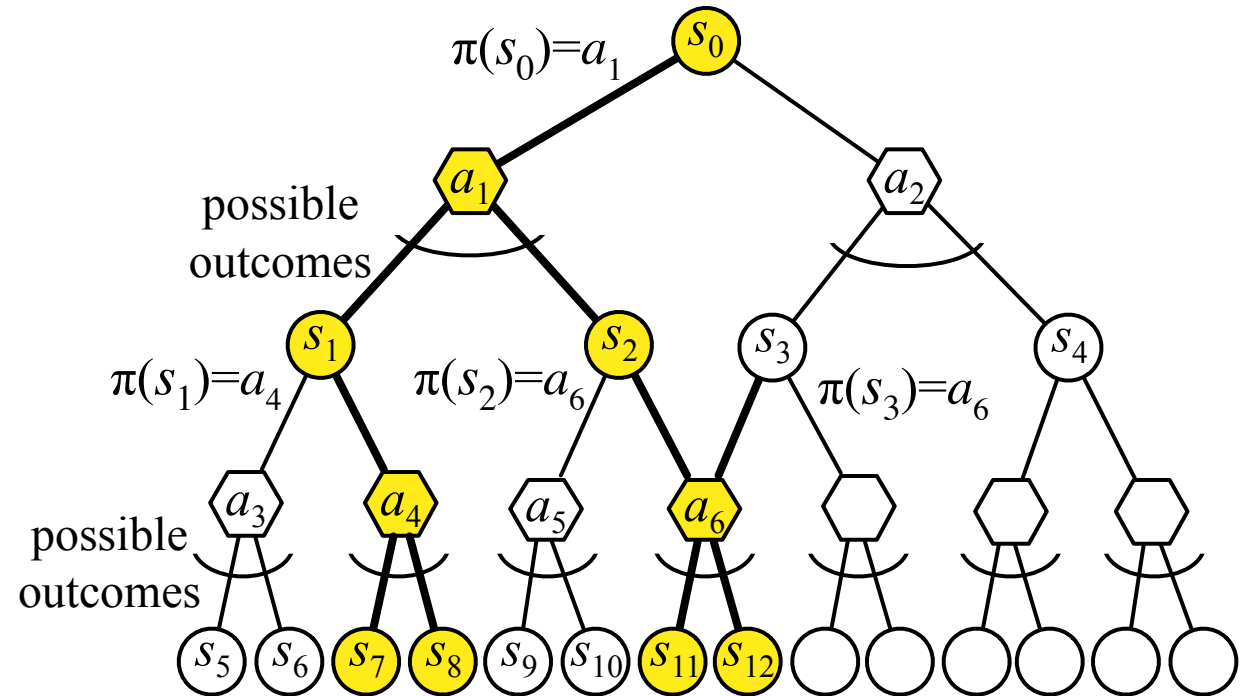 s₀
π(s₀)=a₁
a₁
a₂
possible
outcomes
s₁
s₂
s₃
s₄
π(s₁)=a₄
π(s₂)=a₆
π(s₃)=a₆
a₃
a₄
a₅
a₆
possible
outcomes
s₅
s₆
s₇
s₈
s₉
s₁₀
s₁₁
s₁₂